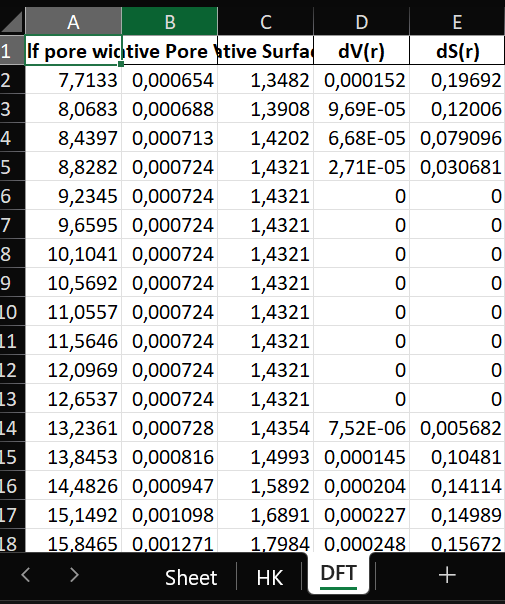 A B C D E
1 lf pore wid ative Pore ative Surfa dV(r) dS(r)
2 7,7133 0,000654 1,3482 0,000152 0,19692
3 8,0683 0,000688 1,3908 9,69E-05 0,12006
4 8,4397 0,000713 1,4202 6,68E-05 0,079096
5 8,8282 0,000724 1,4321 2,71E-05 0,030681
6 9,2345 0,000724 1,4321 0 0
7 9,6595 0,000724 1,4321 0 0
8 10,1041 0,000724 1,4321 0 0
9 10,5692 0,000724 1,4321 0 0
10 11,0557 0,000724 1,4321 0 0
11 11,5646 0,000724 1,4321 0 0
12 12,0969 0,000724 1,4321 0 0
13 12,6537 0,000724 1,4321 0 0
14 13,2361 0,000728 1,4354 7,52E-06 0,005682
15 13,8453 0,000816 1,4993 0,000145 0,10481
16 14,4826 0,000947 1,5892 0,000204 0,14114
17 15,1492 0,001098 1,6891 0,000227 0,14989
18 15,8465 0,001271 1,7984 0,000248 0,15672
Sheet HK DFT